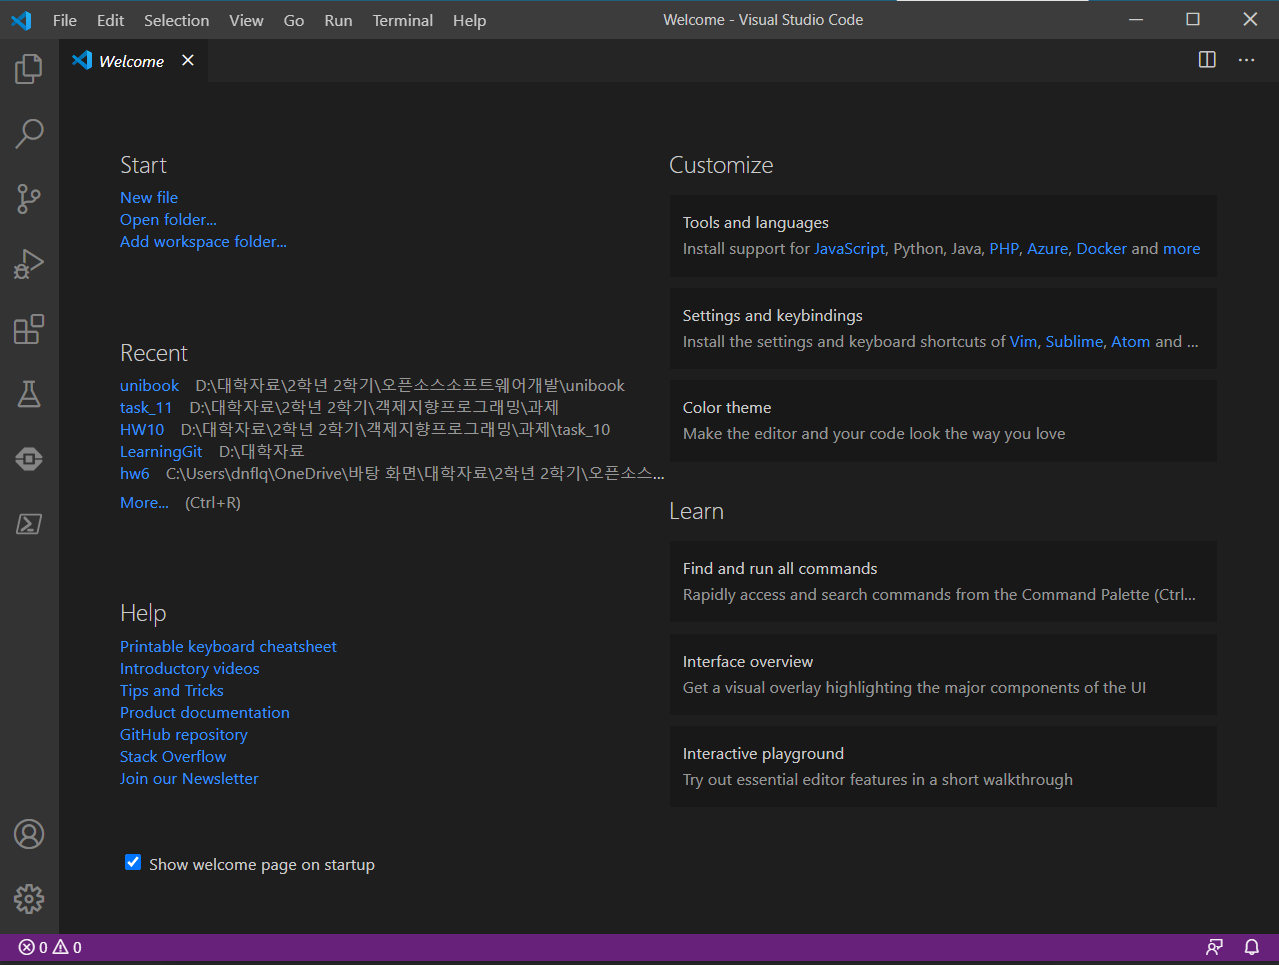 File Edit Selection View Go Run Terminal Help Welcome - Visual Studio Code
Welcome
Start
New file
Open folder...
Add workspace folder...
Recent
unibook D:\대학자료\2학년 2학기\오픈소스소프트웨어개발\unibook
task_11 D:\대학자료\2학년 2학기\객제지향프로그래밍\과제
HW10 D:\대학자료\2학년 2학기\객제지향프로그래밍\과제\task_10
LearningGit D:\대학자료
hw6 C:\Users\dnflq\OneDrive\바탕 화면\대학자료\2학년 2학기\오픈소스...
More... (Ctrl+R)
Help
Printable keyboard cheatsheet
Introductory videos
Tips and Tricks
Product documentation
GitHub repository
Stack Overflow
Join our Newsletter
Show welcome page on startup
Customize
Tools and languages
Install support for JavaScript, Python, Java, PHP, Azure, Docker and more
Settings and keybindings
Install the settings and keyboard shortcuts of Vim, Sublime, Atom and ...
Color theme
Make the editor and your code look the way you love
Learn
Find and run all commands
Rapidly access and search commands from the Command Palette (Ctrl...
Interface overview
Get a visual overlay highlighting the major components of the UI
Interactive playground
Try out essential editor features in a short walkthrough
0 0